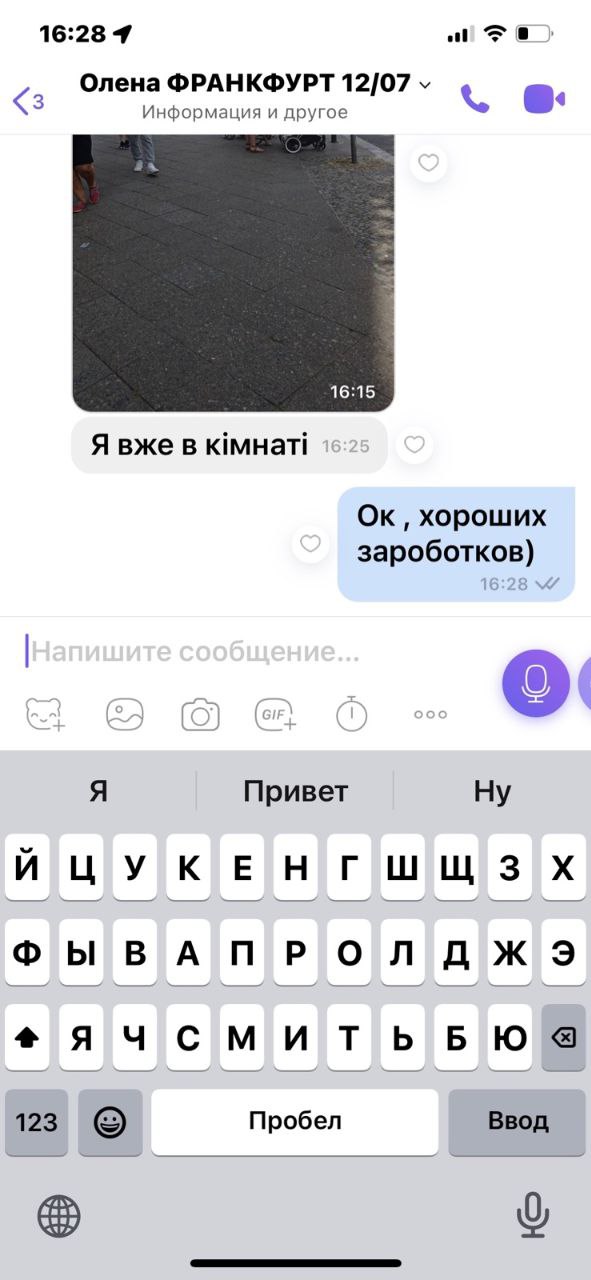 16:28
3
Олена ФРАНКФУРТ 12/07
Информация и другое
16:15
Я вже в кімнаті 16:25
Ок , хороших
зароботков)
16:28
Напишите сообщение...
GIF
Я Привет Ну
Й Ц У К Е Н Г Ш Щ З Х
Ф Ы В А П Р О Л Д Ж Э
Я Ч С М И Т Ь Б Ю
123 Пробел Ввод